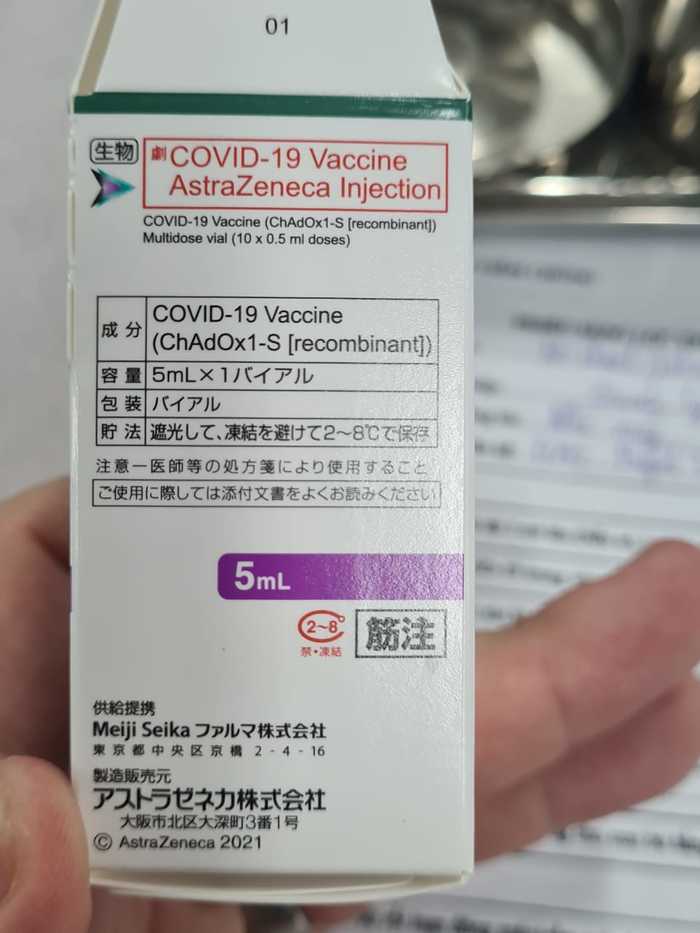 01
生物
劇 COVID-19 Vaccine
AstraZeneca Injection
COVID-19 Vaccine (ChAdOx1-S [recombinant])
Multidose vial (10 x 0.5 ml doses)
成分 COVID-19 Vaccine
(ChAdOx1-S [recombinant])
容量 5mL×1バイアル
包装 バイアル
貯法 遮光して、凍結を避けて2〜8℃で保存
注意－医師等の処方箋により使用すること
ご使用に際しては添付文書をよくお読みください
5mL
2〜8° 筋注
禁・凍結
供給提携
Meiji Seika ファルマ株式会社
東京都中央区京橋 2-4-16
製造販売元
アストラゼネカ株式会社
大阪市北区大深町3番1号
© AstraZeneca 2021